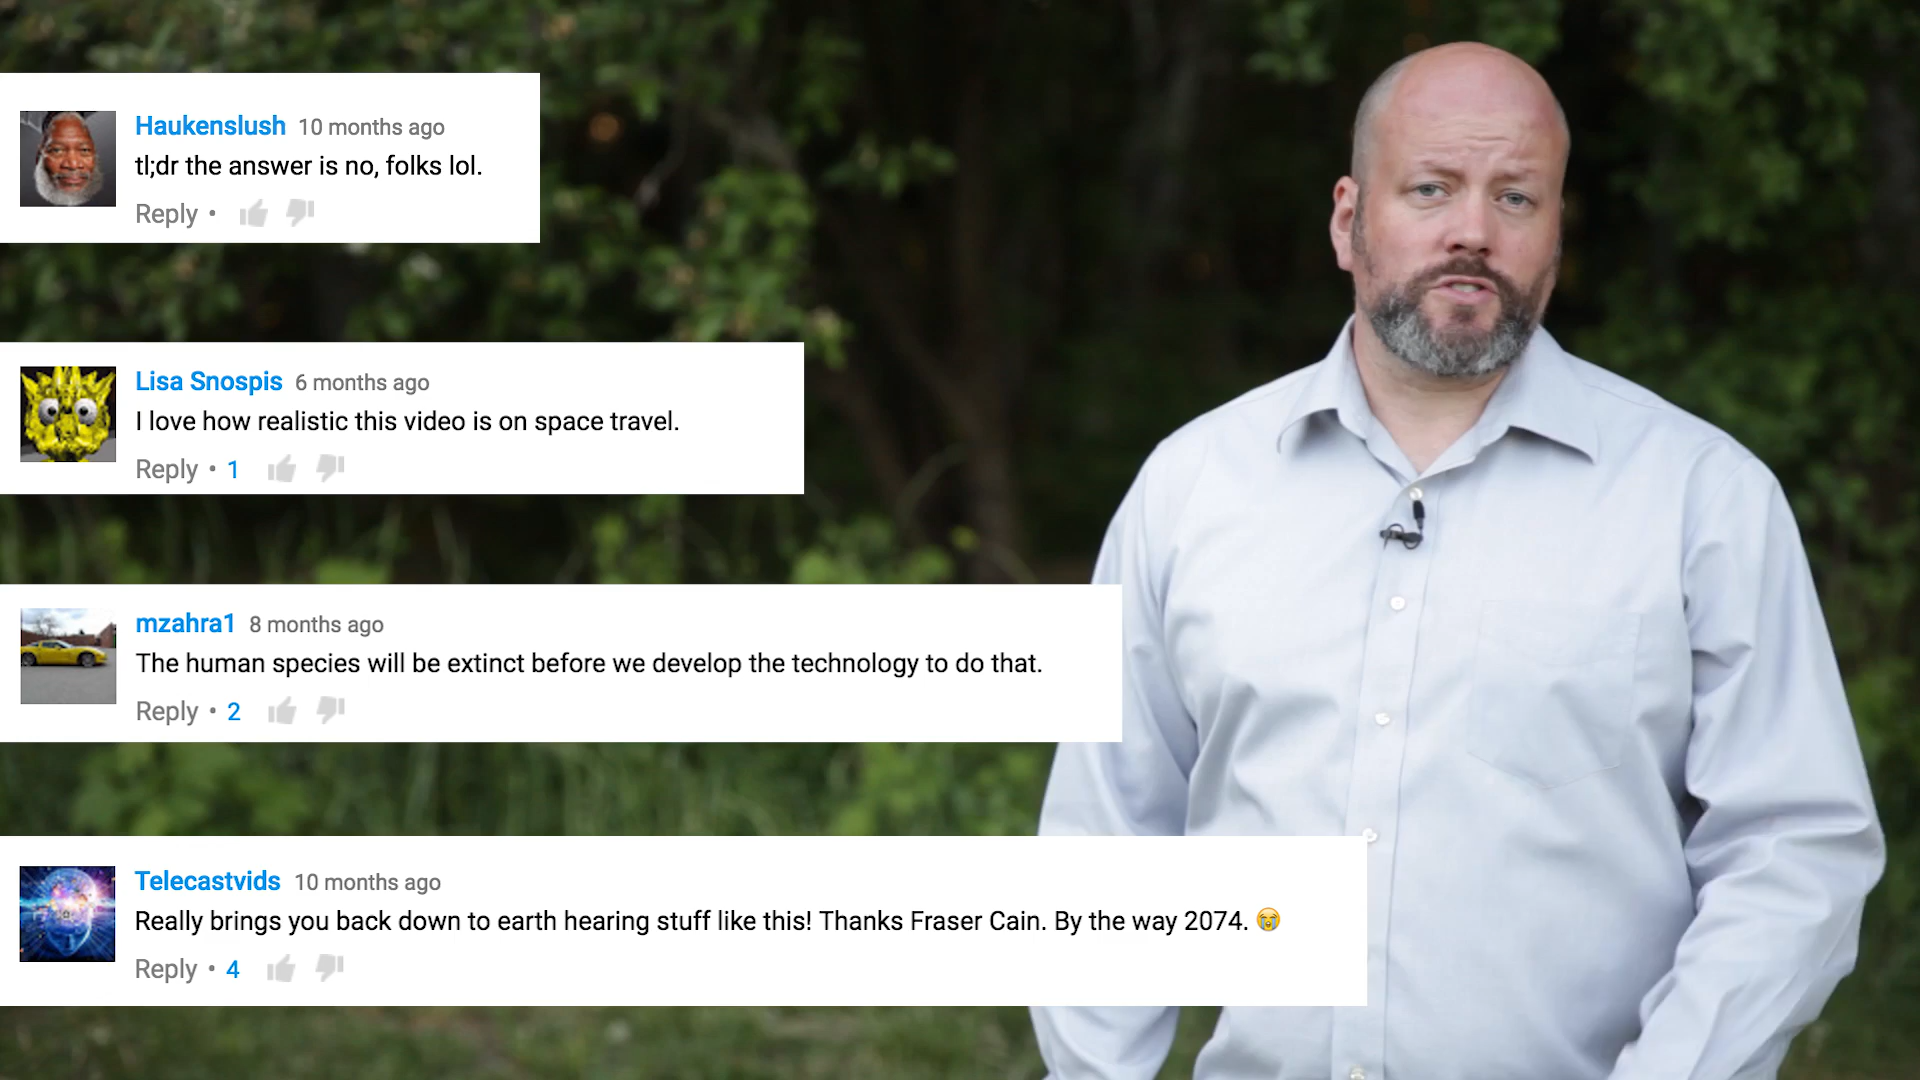 Haukenslush 10 months ago
tl;dr the answer is no, folks lol.
Reply •
Lisa Snospis 6 months ago
I love how realistic this video is on space travel.
Reply • 1
mzahra1 8 months ago
The human species will be extinct before we develop the technology to do that.
Reply • 2
Telecastvids 10 months ago
Really brings you back down to earth hearing stuff like this! Thanks Fraser Cain. By the way 2074. 😭
Reply • 4